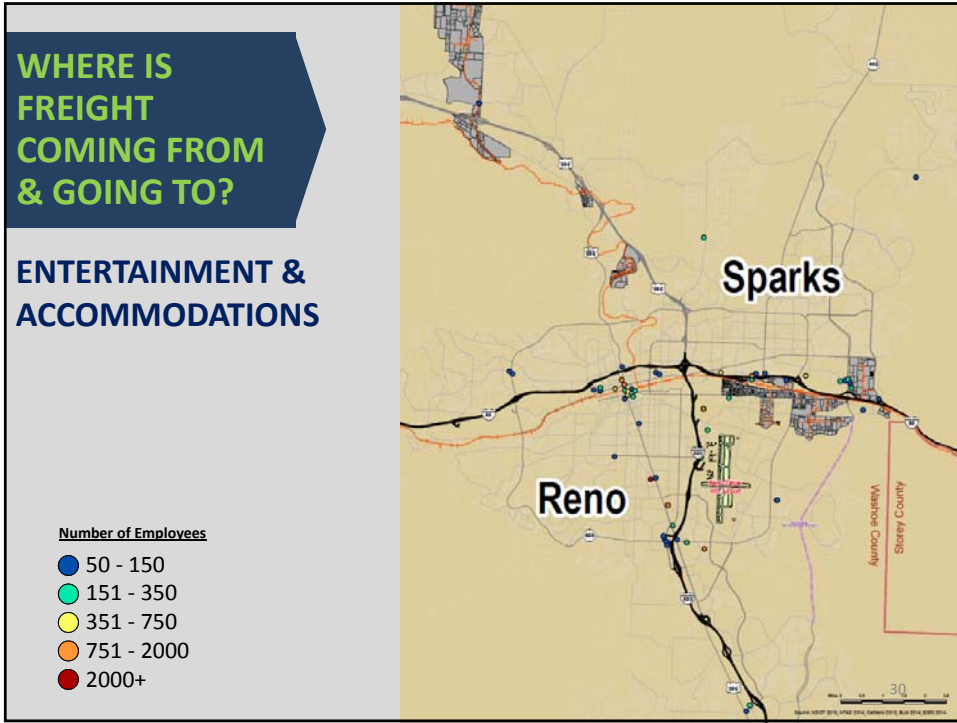 WHERE IS
FREIGHT
COMING FROM
& GOING TO?
ENTERTAINMENT &
ACCOMMODATIONS
Number of Employees
50 - 150
151 - 350
351 - 750
751 - 2000
2000+
Sparks
Reno
Washoe County
Storey County
30